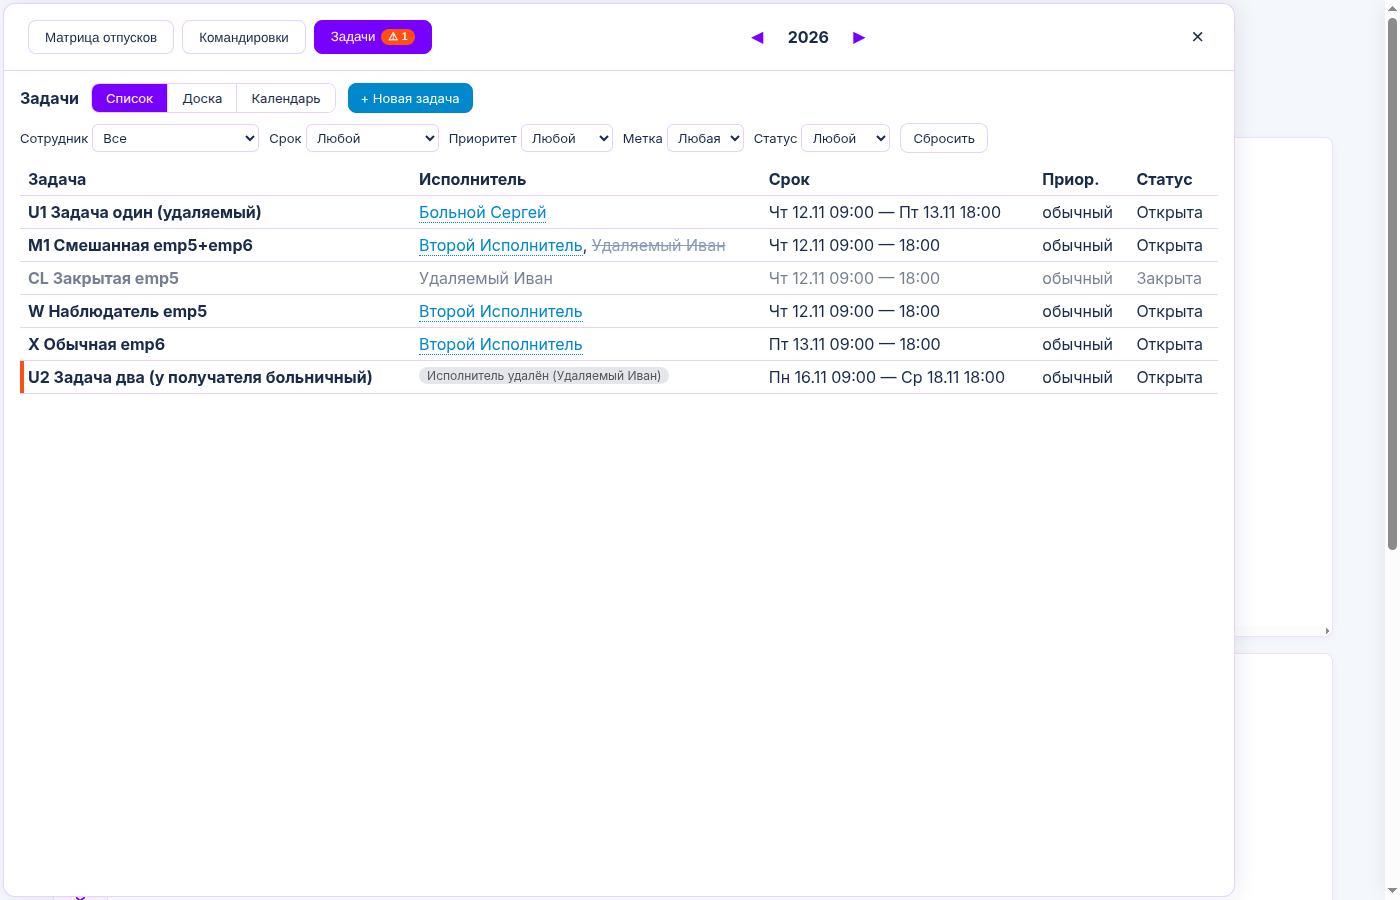 Матрица отпусков Командировки Задачи ⚠ 1 ◀ 2026 ▶ ✕
Задачи Список Доска Календарь + Новая задача
Сотрудник Все Срок Любой Приоритет Любой Метка Любая Статус Любой Сбросить
Задача Исполнитель Срок Приор. Статус
U1 Задача один (удаляемый) Больной Сергей Чт 12.11 09:00 — Пт 13.11 18:00 обычный Открыта
M1 Смешанная emp5+emp6 Второй Исполнитель, Удаляемый Иван Чт 12.11 09:00 — 18:00 обычный Открыта
CL Закрытая emp5 Удаляемый Иван Чт 12.11 09:00 — 18:00 обычный Закрыта
W Наблюдатель emp5 Второй Исполнитель Чт 12.11 09:00 — 18:00 обычный Открыта
X Обычная emp6 Второй Исполнитель Пт 13.11 09:00 — 18:00 обычный Открыта
U2 Задача два (у получателя больничный) Исполнитель удалён (Удаляемый Иван) Пн 16.11 09:00 — Ср 18.11 18:00 обычный Открыта